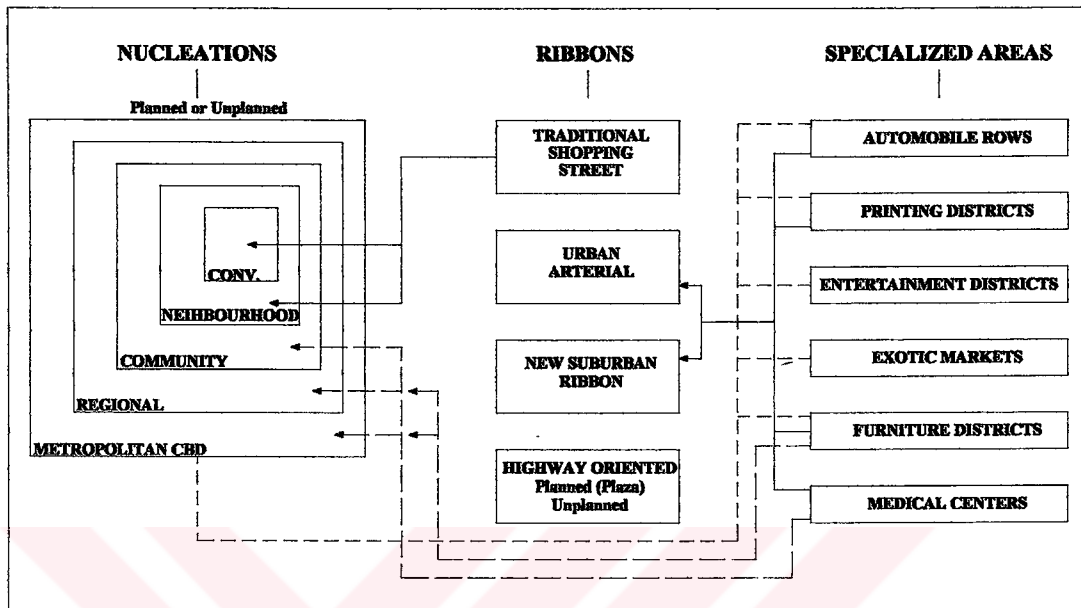 NUCLEATIONS
Planned or Unplanned
CONV.
NEIHBOURHOOD
COMMUNITY
REGIONAL
METROPOLITAN CBD
RIBBONS
TRADITIONAL
SHOPPING
STREET
URBAN
ARTERIAL
NEW SUBURBAN
RIBBON
HIGHWAY ORIENTED
Planned (Plaza)
Unplanned
SPECIALIZED AREAS
AUTOMOBILE ROWS
PRINTING DISTRICTS
ENTERTAINMENT DISTRICTS
EXOTIC MARKETS
FURNITURE DISTRICTS
MEDICAL CENTERS